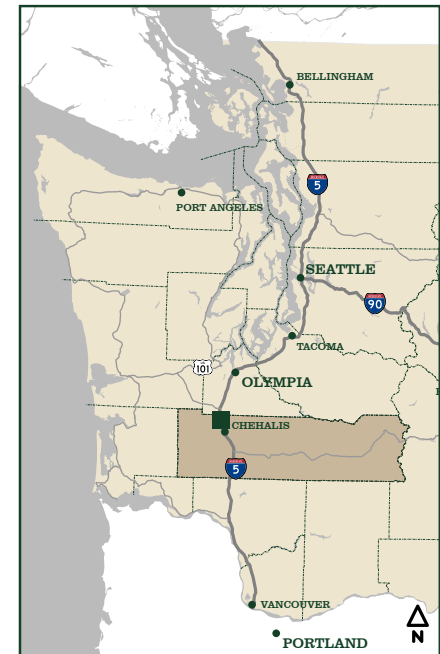 BELLINGHAM
5
PORT ANGELES
SEATTLE
90
TACOMA
101
OLYMPIA
CHEHALIS
5
VANCOUVER
PORTLAND
N